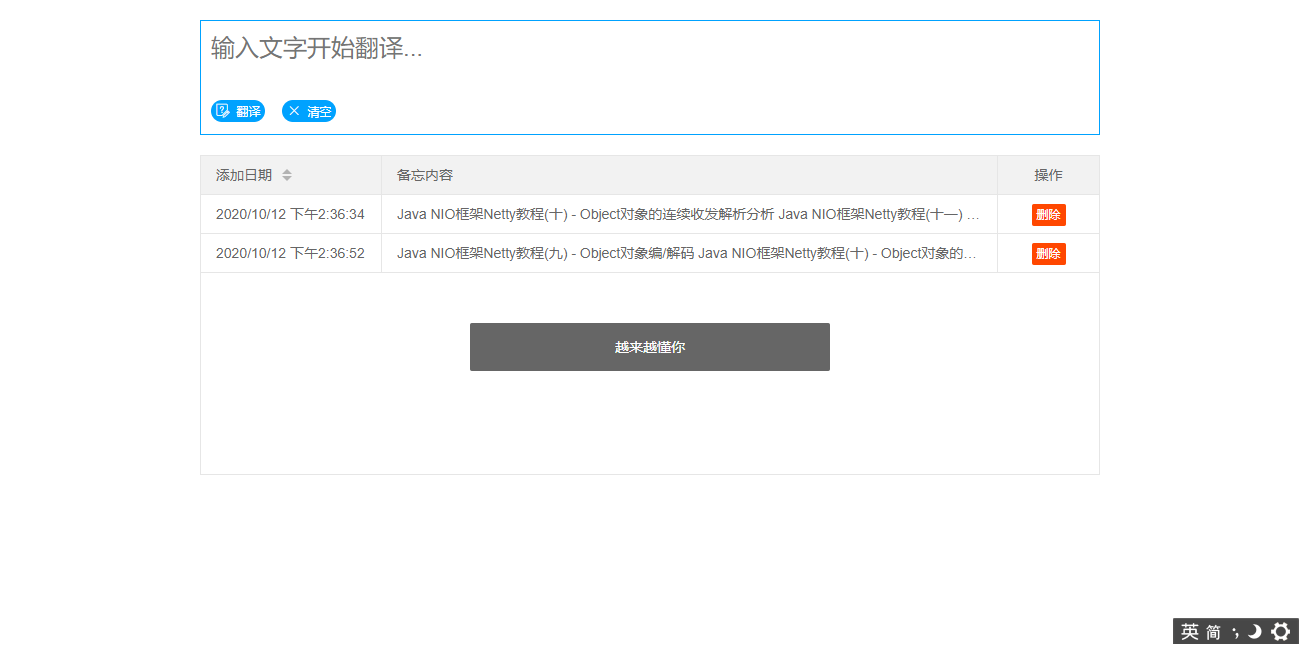 输入文字开始翻译...
翻译 清空
添加日期 备忘内容 操作
2020/10/12 下午2:36:34 Java NIO框架Netty教程(十) - Object对象的连续收发解析分析 Java NIO框架Netty教程(十一) ... 删除
2020/10/12 下午2:36:52 Java NIO框架Netty教程(九) - Object对象编/解码 Java NIO框架Netty教程(十) - Object对象的... 删除
越来越懂你
英 简